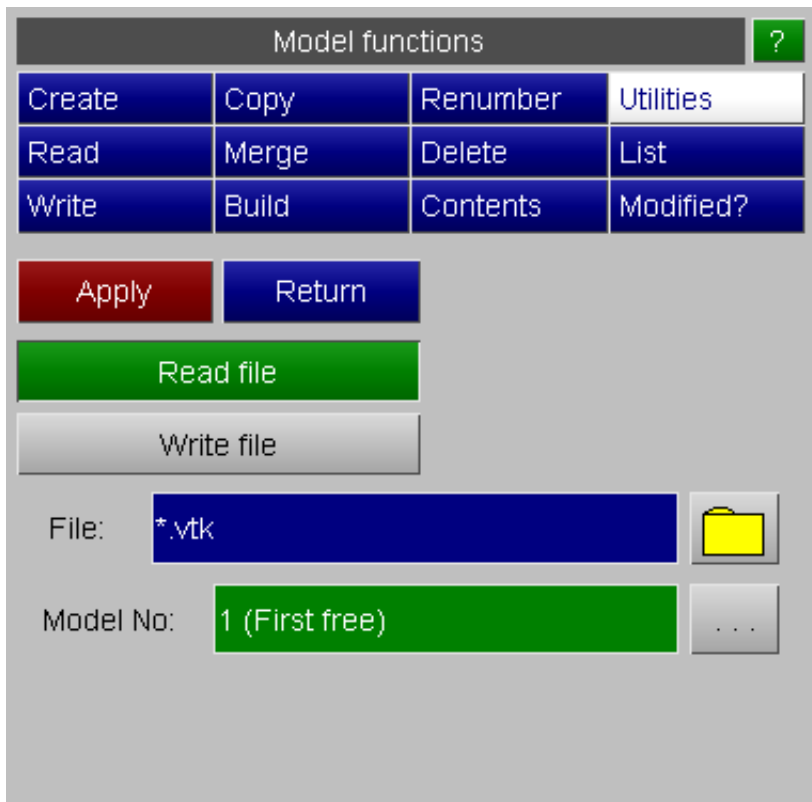 Model functions ?
Create Copy Renumber Utilities
Read Merge Delete List
Write Build Contents Modified?
Apply Return
Read file
Write file
File: *.vtk
Model No: 1 (First free) . . .